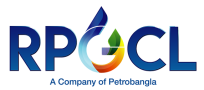 RPGCL
A Company of Petrobangla